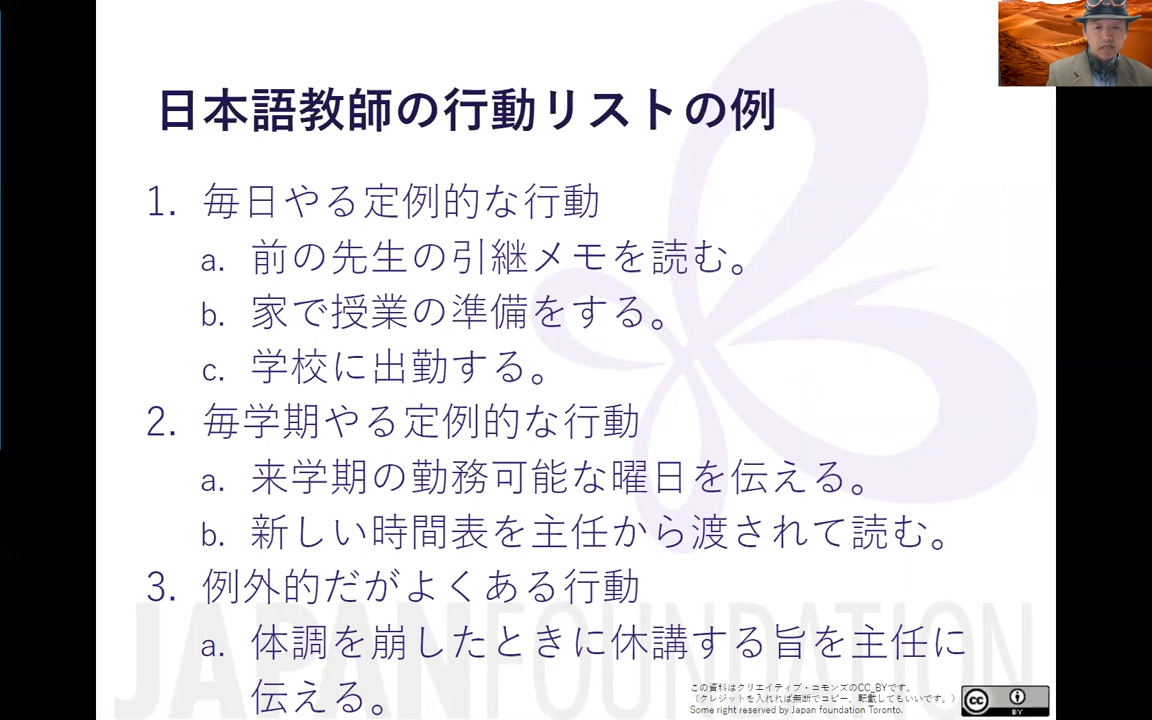 日本語教師の行動リストの例
1. 毎日やる定例的な行動
a. 前の先生の引継メモを読む。
b. 家で授業の準備をする。
c. 学校に出勤する。
2. 毎学期やる定例的な行動
a. 来学期の勤務可能な曜日を伝える。
b. 新しい時間表を主任から渡されて読む。
3. 例外的だがよくある行動
a. 体調を崩したときに休講する旨を主任に
伝える。
JAPANFOUNDATION
この資料はクリエイティブ・コモンズのCC_BYです。
（クレジットを入れれば無断でコピー、転載してもいいです。）
Some right reserved by Japan foundation Toronto.
cc
BY